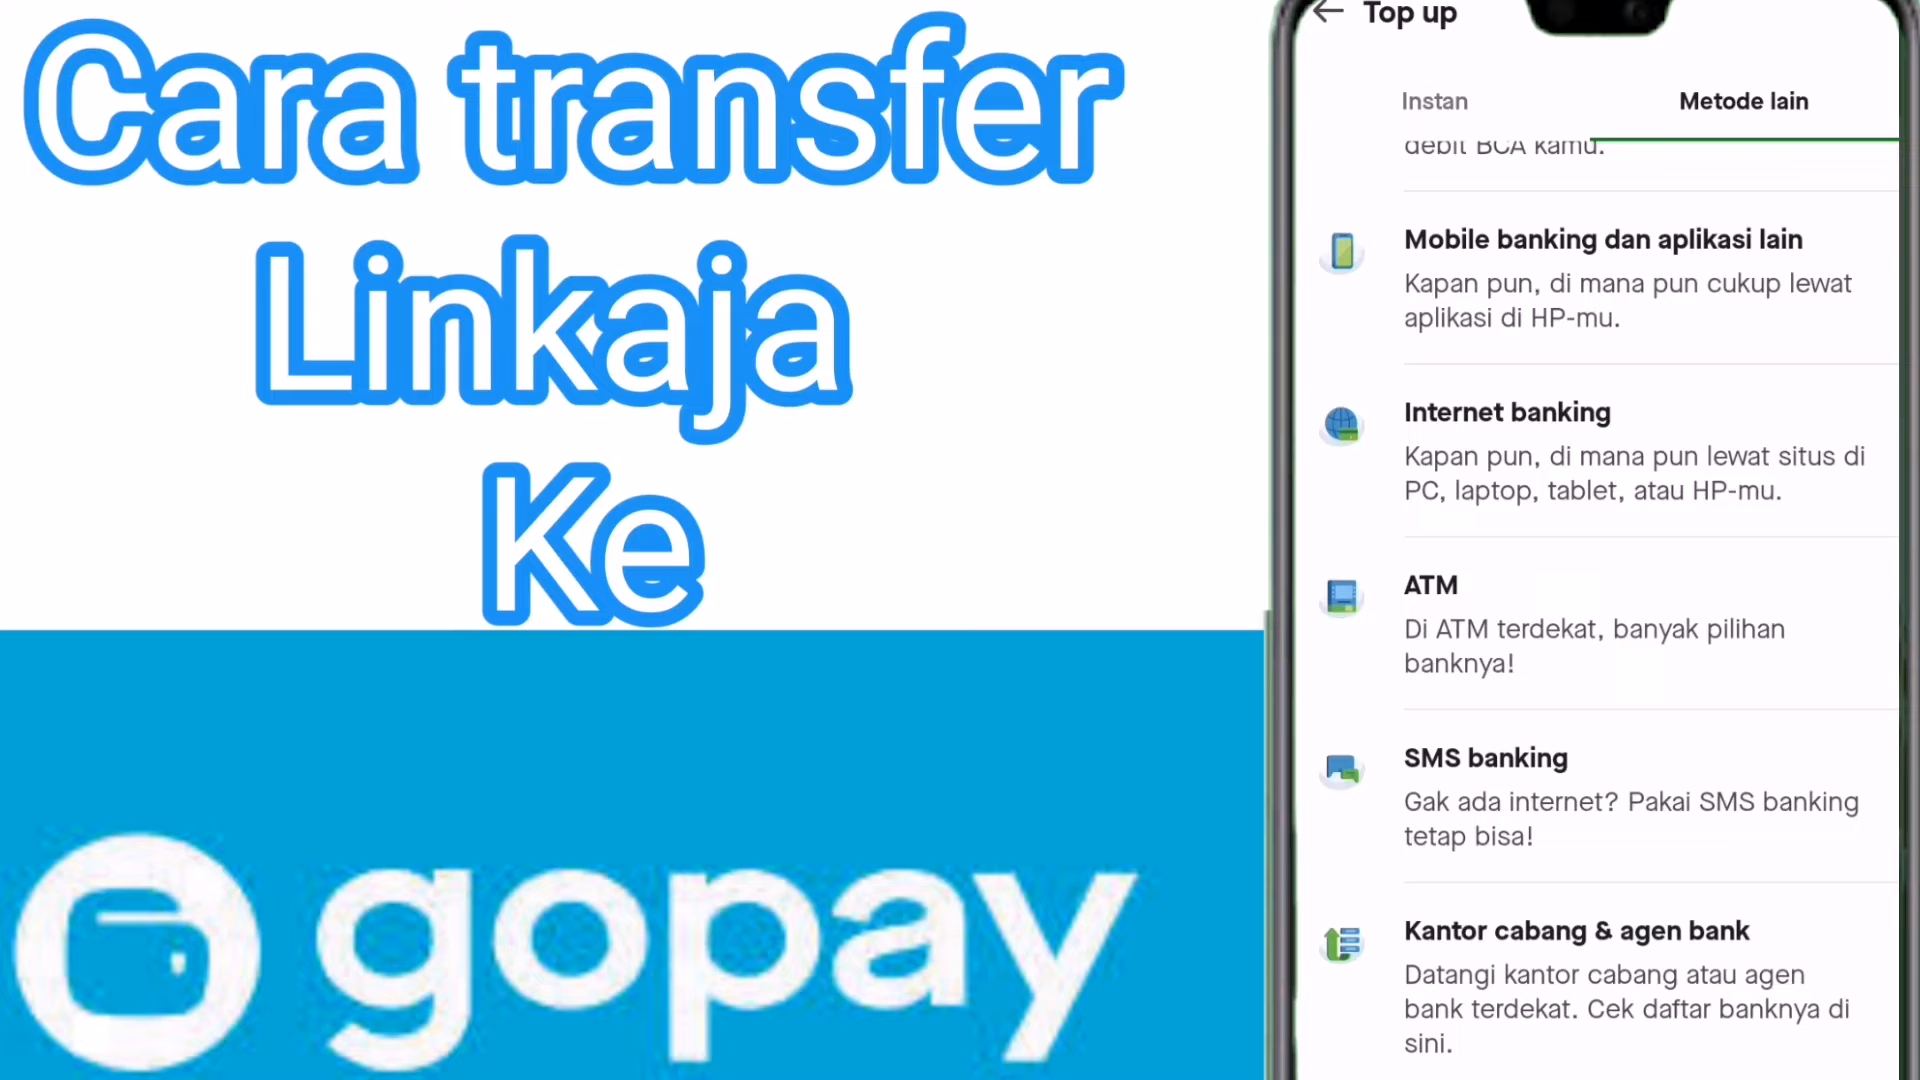 Cara transfer
Linkaja
Ke
gopay
Top up
Instan
Metode lain
debit BCA kamu.
Mobile banking dan aplikasi lain
Kapan pun, di mana pun cukup lewat
aplikasi di HP-mu.
Internet banking
Kapan pun, di mana pun lewat situs di
PC, laptop, tablet, atau HP-mu.
ATM
Di ATM terdekat, banyak pilihan
banknya!
SMS banking
Gak ada internet? Pakai SMS banking
tetap bisa!
Kantor cabang & agen bank
Datangi kantor cabang atau agen
bank terdekat. Cek daftar banknya di
sini.